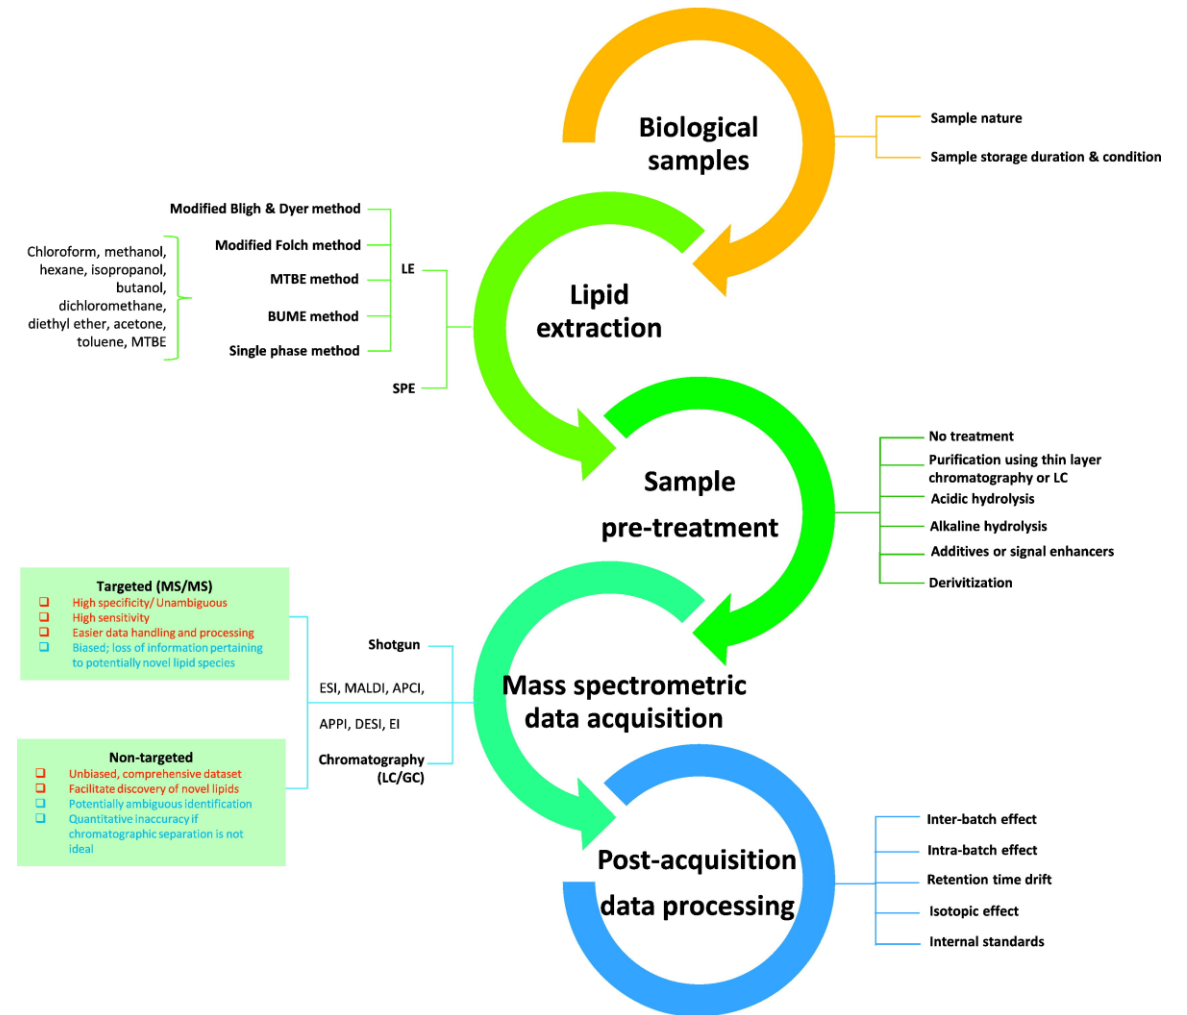 Biological
samples
Sample nature
Sample storage duration & condition
Lipid
extraction
Modified Bligh & Dyer method
Modified Folch method
MTBE method
BUME method
Single phase method
LE
SPE
Chloroform, methanol,
hexane, isopropanol,
butanol,
dichloromethane,
diethyl ether, acetone,
toluene, MTBE
Sample
pre-treatment
No treatment
Purification using thin layer
chromatography or LC
Acidic hydrolysis
Alkaline hydrolysis
Additives or signal enhancers
Derivitization
Mass spectrometric
data acquisition
Shotgun
ESI, MALDI, APCI,
APPI, DESI, EI
Chromatography
(LC/GC)
Targeted (MS/MS)
High specificity/ Unambiguous
High sensitivity
Easier data handling and processing
Biased; loss of information pertaining
to potentially novel lipid species
Non-targeted
Unbiased, comprehensive dataset
Facilitate discovery of novel lipids
Potentially ambiguous identification
Quantitative inaccuracy if
chromatographic separation is not
ideal
Post-acquisition
data processing
Inter-batch effect
Intra-batch effect
Retention time drift
Isotopic effect
Internal standards